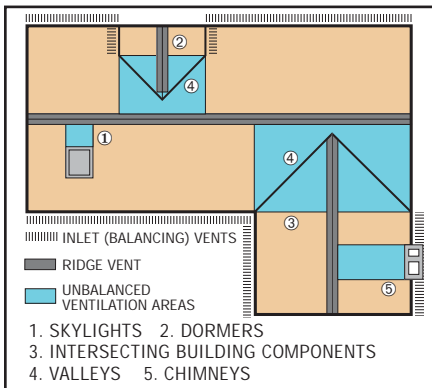 ②
④
①
④
③
⑤
INLET (BALANCING) VENTS
RIDGE VENT
UNBALANCED
VENTILATION AREAS
1. SKYLIGHTS 2. DORMERS
3. INTERSECTING BUILDING COMPONENTS
4. VALLEYS 5. CHIMNEYS